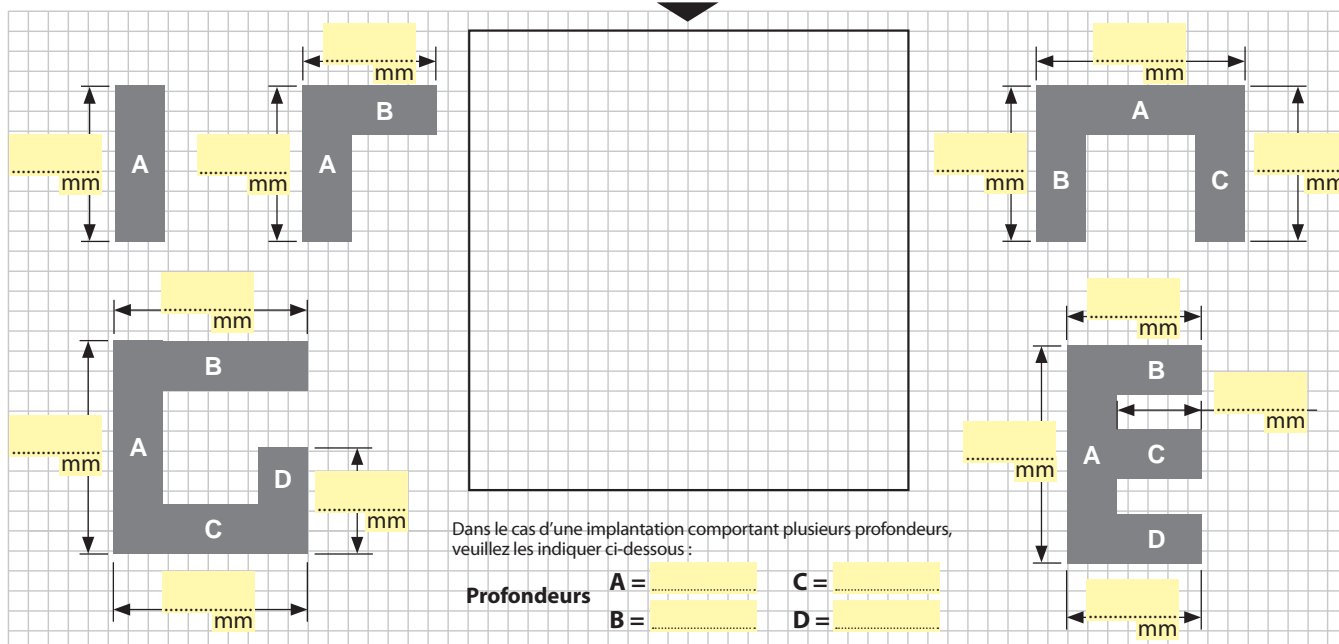 mm
mm
B
A
A
mm
mm
A
B
C
mm
mm
mm
mm
B
A
D
C
mm
mm
mm
mm
B
mm
A
C
mm
D
mm
Dans le cas d'une implantation comportant plusieurs profondeurs,
veuillez les indiquer ci-dessous :
Profondeurs
A = ........ C = ........
B = ........ D = ........